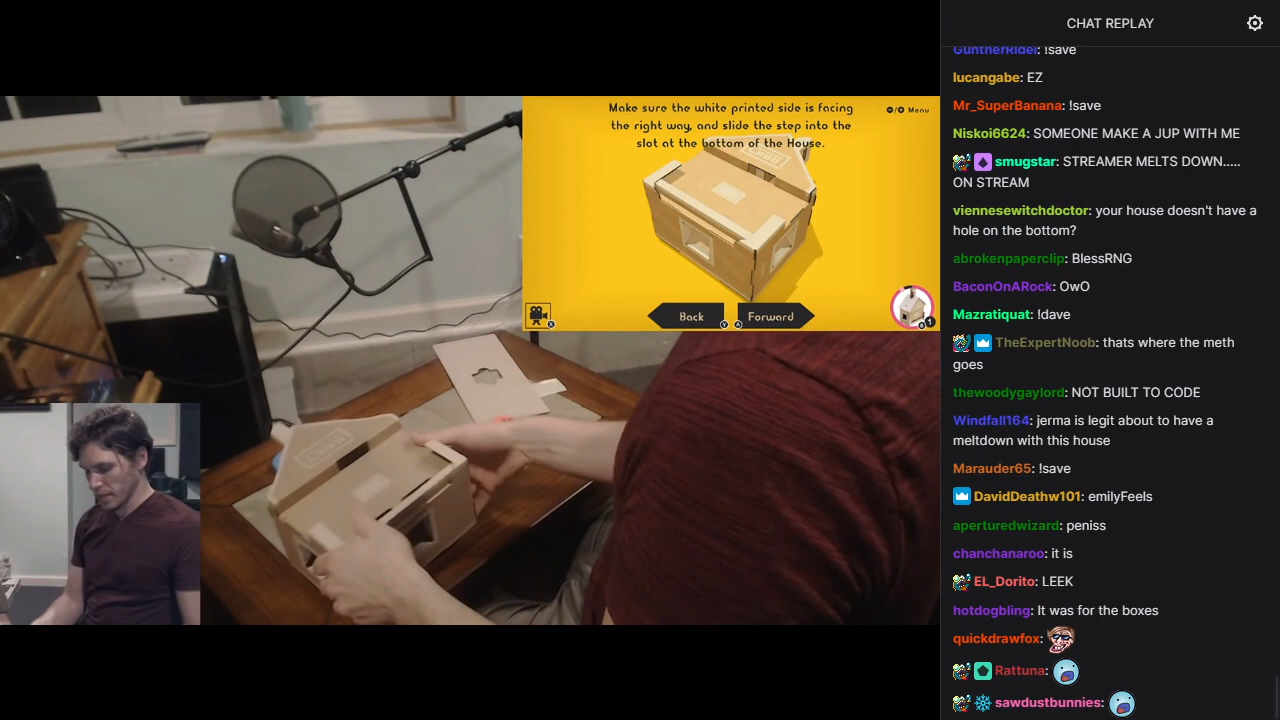 CHAT REPLAY
Make sure the white printed side is facing
the right way, and slide the step into the
slot at the bottom of the House.
Menu
Back
Forward
GuntherRidel: !save
lucangabe: EZ
Mr_SuperBanana: !save
Niskoi6624: SOMEONE MAKE A JUP WITH ME
smugstar: STREAMER MELTS DOWN.....
ON STREAM
viennesewitchdoctor: your house doesn't have a
hole on the bottom?
abrokenpaperclip: BlessRNG
BaconOnARock: OwO
Mazratiquat: !dave
TheExpertNoob: thats where the meth
goes
thewoodygaylord: NOT BUILT TO CODE
Windfall164: jerma is legit about to have a
meltdown with this house
Marauder65: !save
DavidDeathw101: emilyFeels
aperturedwizard: peniss
chanchanaroo: it is
EL_Dorito: LEEK
hotdogbling: It was for the boxes
quickdrawfox:
Rattuna:
sawdustbunnies: